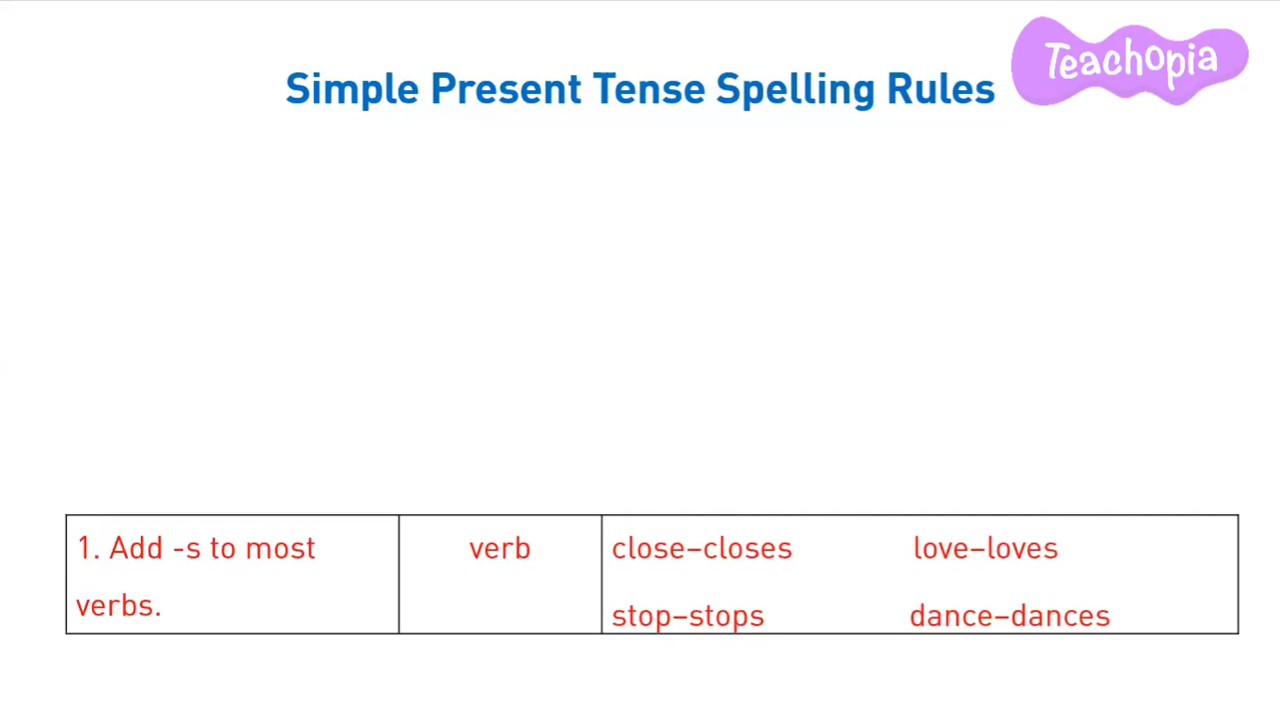 Teachopia
Simple Present Tense Spelling Rules
1. Add -s to most
verbs.
verb
close–closes love–loves
stop–stops dance–dances